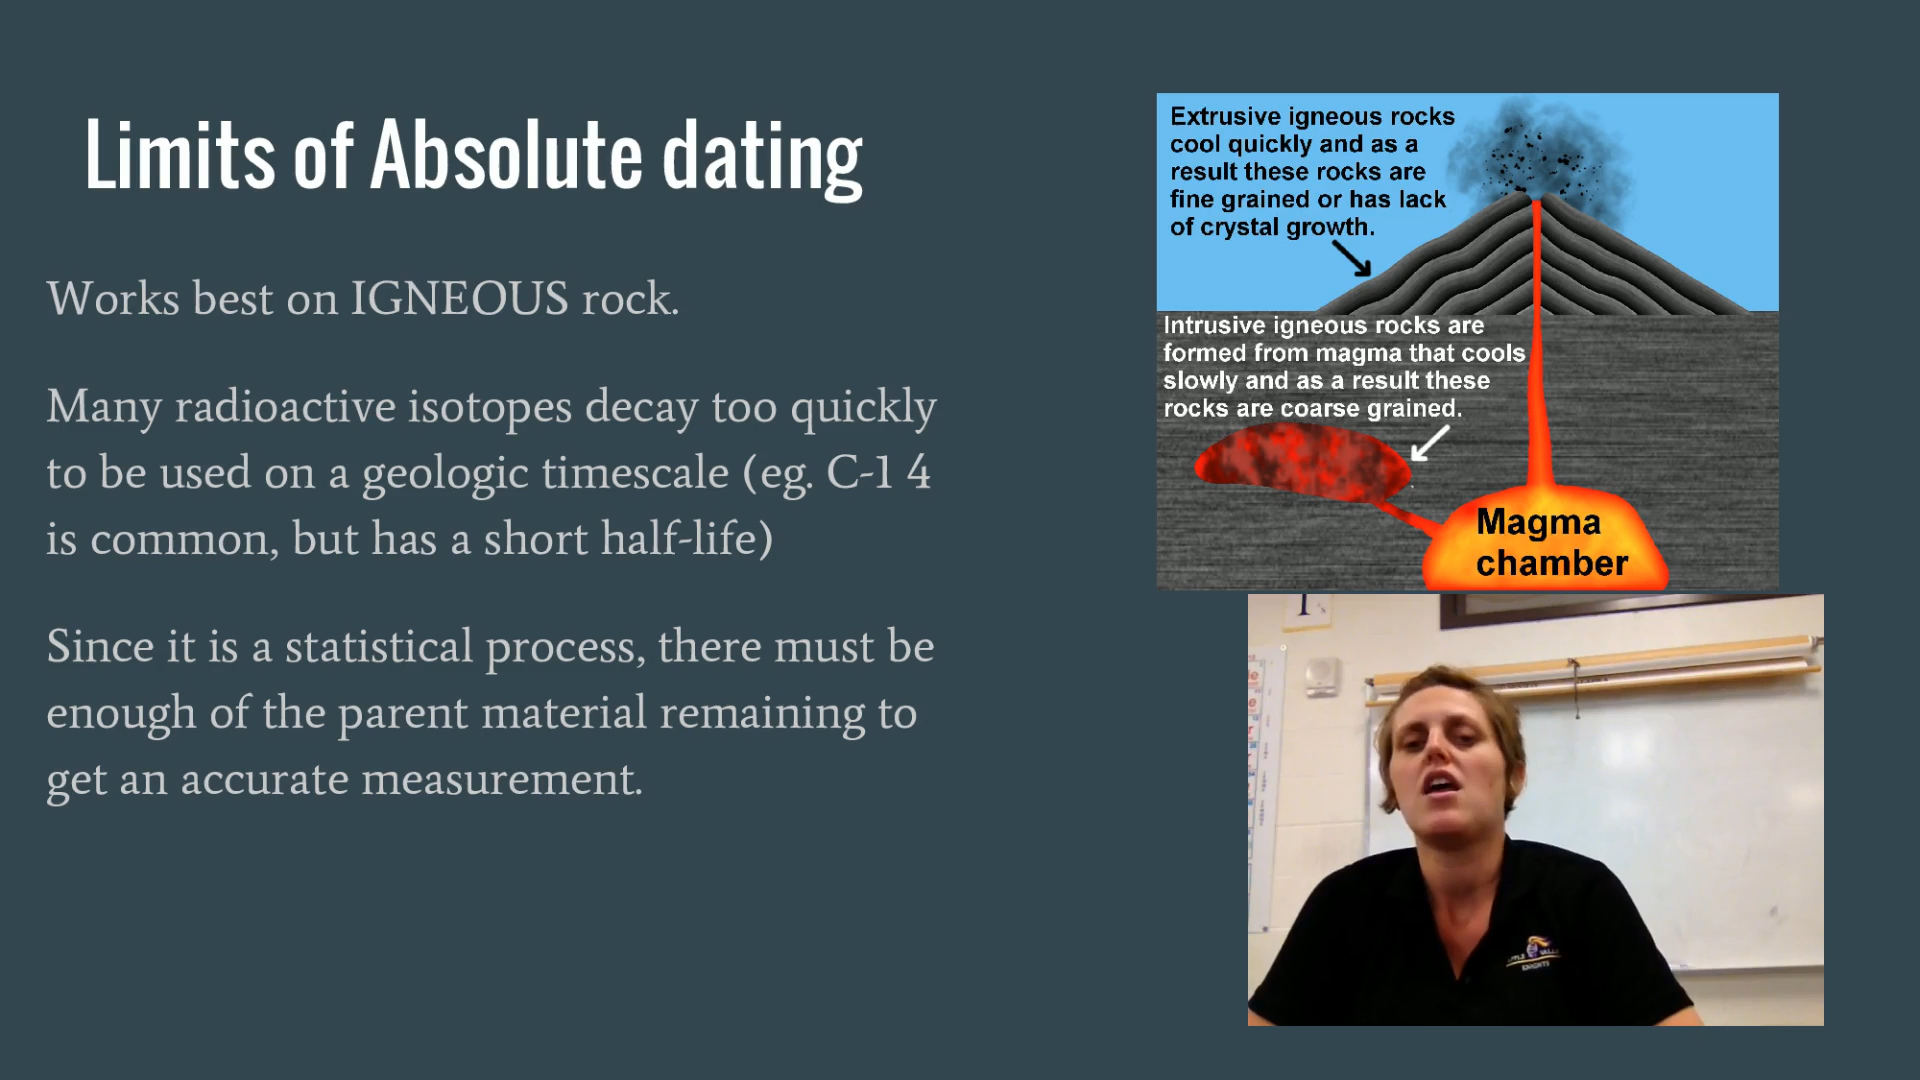 Limits of Absolute dating
Works best on IGNEOUS rock.
Many radioactive isotopes decay too quickly
to be used on a geologic timescale (eg. C-1 4
is common, but has a short half-life)
Since it is a statistical process, there must be
enough of the parent material remaining to
get an accurate measurement.
Extrusive igneous rocks
cool quickly and as a
result these rocks are
fine grained or has lack
of crystal growth.
Intrusive igneous rocks are
formed from magma that cools
slowly and as a result these
rocks are coarse grained.
Magma
chamber